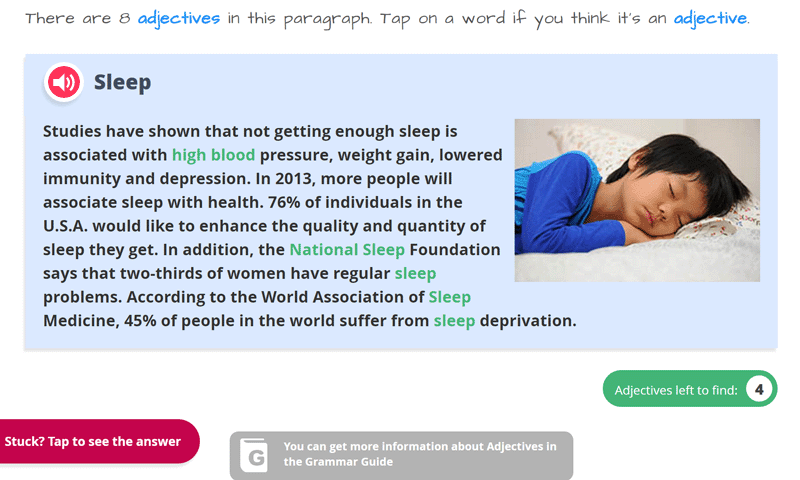 There are 8 adjectives in this paragraph. Tap on a word if you think it's an adjective.
Sleep
Studies have shown that not getting enough sleep is
associated with high blood pressure, weight gain, lowered
immunity and depression. In 2013, more people will
associate sleep with health. 76% of individuals in the
U.S.A. would like to enhance the quality and quantity of
sleep they get. In addition, the National Sleep Foundation
says that two-thirds of women have regular sleep
problems. According to the World Association of Sleep
Medicine, 45% of people in the world suffer from sleep deprivation.
Adjectives left to find: 4
Stuck? Tap to see the answer
G
You can get more information about Adjectives in
the Grammar Guide